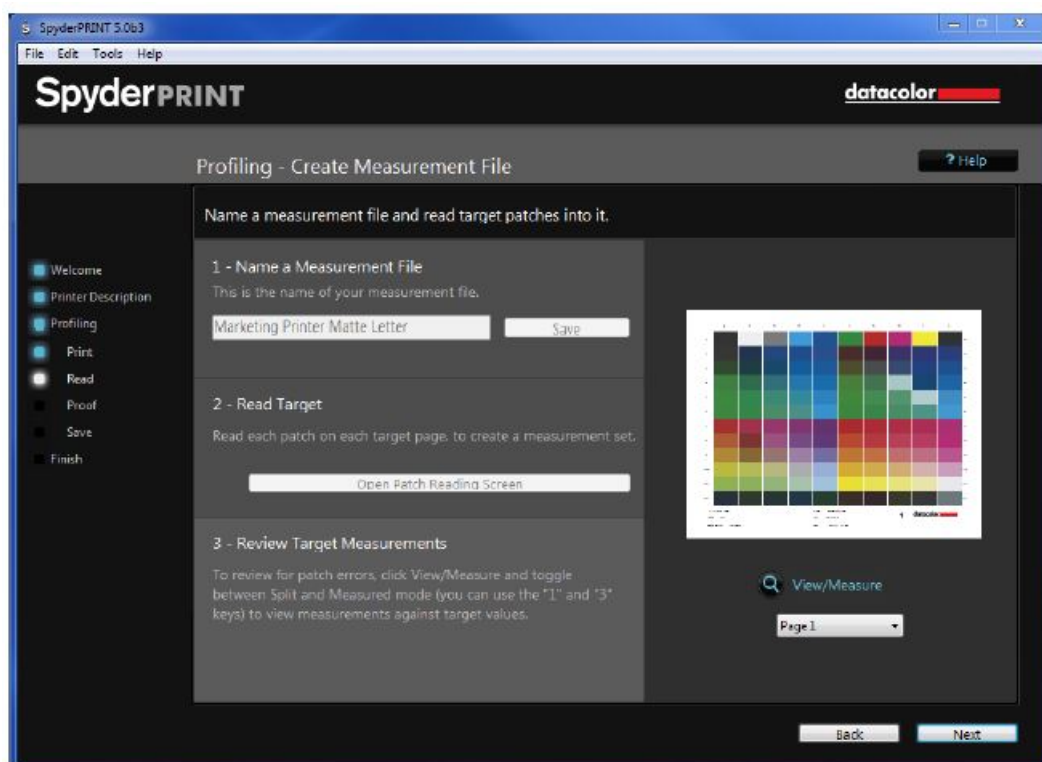 SpyderPRINT 5.0b3
File Edit Tools Help
SpyderPRINT
datacolor
Profiling - Create Measurement File
? Help
Name a measurement file and read target patches into it.
Welcome
Printer Description
Profiling
Print
Read
Proof
Save
Finish
1 - Name a Measurement File
This is the name of your measurement file.
Marketing Printer Matte Letter
Save
2 - Read Target
Read each patch on each target page, to create a measurement set.
Open Patch Reading Screen
3 - Review Target Measurements
To review for patch errors, click View/Measure and toggle
between Split and Measured mode (you can use the "1" and "3"
keys) to view measurements against target values.
datacolor
View/Measure
Page 1
Back
Next